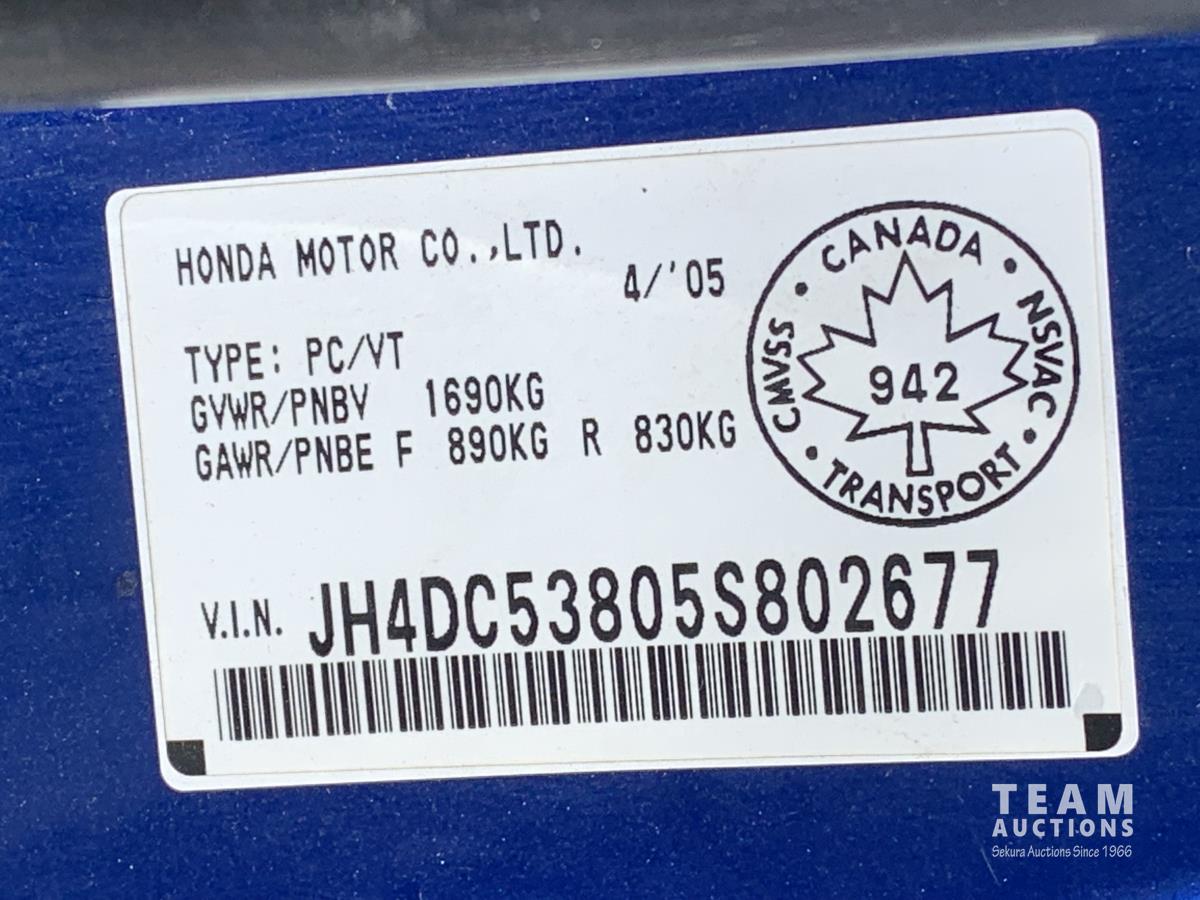 HONDA MOTOR CO.,LTD.
4/'05
TYPE: PC/VT
GVWR/PNBV 1690KG
GAWR/PNBE F 890KG R 830KG
CANADA • NSVAC • TRANSPORT • CMVSS •
942
V.I.N. JH4DC53805S802677
TEAM
AUCTIONS
Sekura Auctions Since 1966